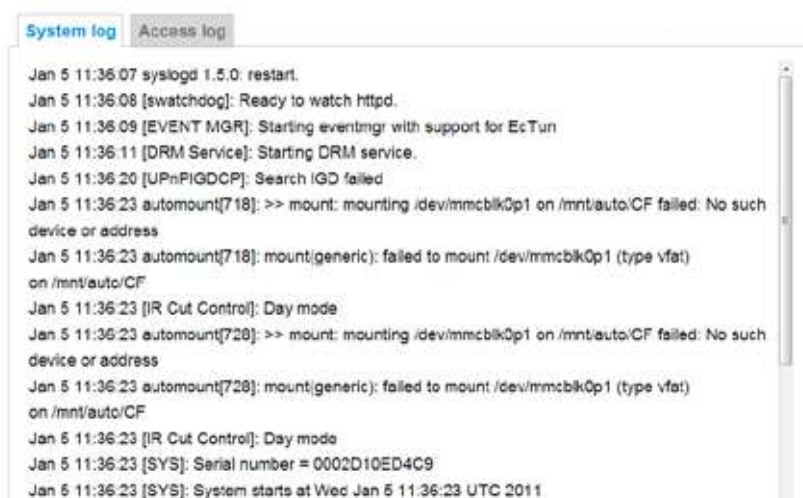 System log Access log
Jan 5 11:36:07 syslogd 1.5.0: restart.
Jan 5 11:36:08 [swatchdog]: Ready to watch httpd.
Jan 5 11:36:09 [EVENT MGR]: Starting eventmgr with support for EcTun
Jan 5 11:36:11 [DRM Service]: Starting DRM service.
Jan 5 11:36:20 [UPnPIGDCP]: Search IGD failed
Jan 5 11:36:23 automount[718]: >> mount: mounting /dev/mmcblk0p1 on /mnt/auto/CF failed: No such
device or address
Jan 5 11:36:23 automount[718]: mount(generic): failed to mount /dev/mmcblk0p1 (type vfat)
on /mnt/auto/CF
Jan 5 11:36:23 [IR Cut Control]: Day mode
Jan 5 11:36:23 automount[728]: >> mount: mounting /dev/mmcblk0p1 on /mnt/auto/CF failed: No such
device or address
Jan 5 11:36:23 automount[728]: mount(generic): failed to mount /dev/mmcblk0p1 (type vfat)
on /mnt/auto/CF
Jan 5 11:36:23 [IR Cut Control]: Day mode
Jan 5 11:36:23 [SYS]: Serial number = 0002D10ED4C9
Jan 5 11:36:23 [SYS]: System starts at Wed Jan 5 11:36:23 UTC 2011